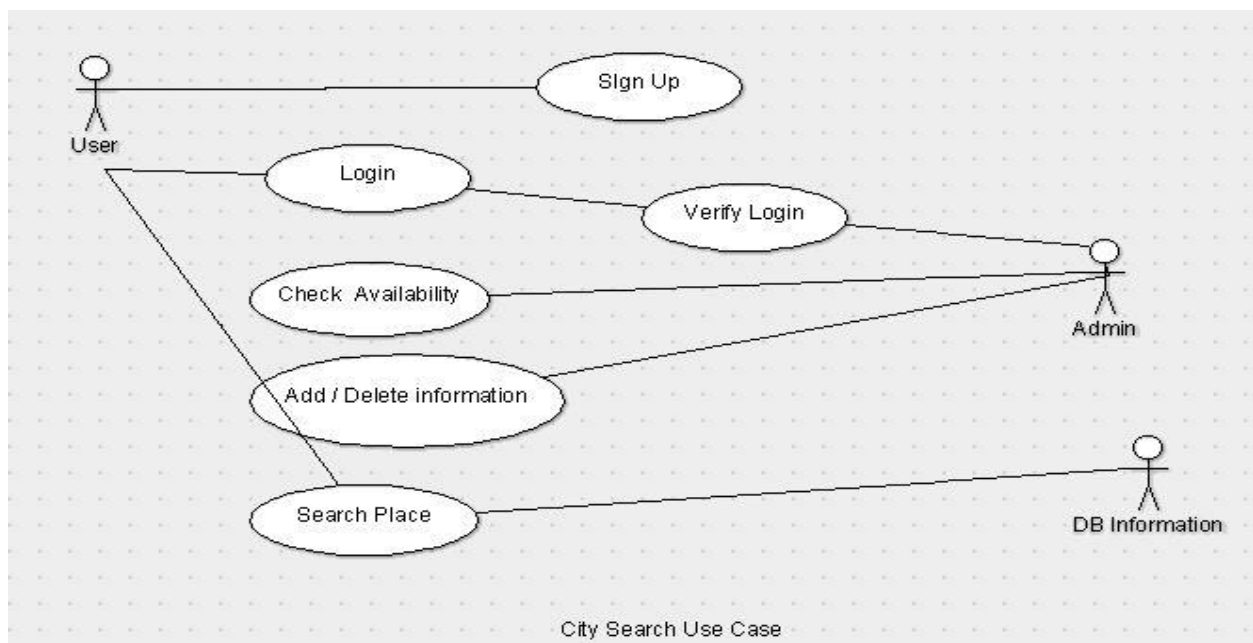 SIgn Up
User
Login
Verify Login
Check  Availability
Admin
Add / Delete information
Search Place
DB Information
City Search Use Case